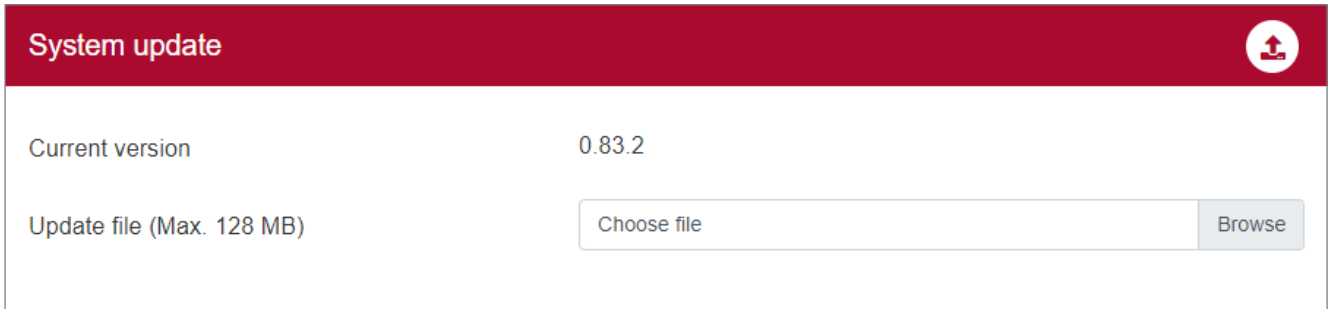 System update
Current version 0.83.2
Update file (Max. 128 MB) Choose file Browse